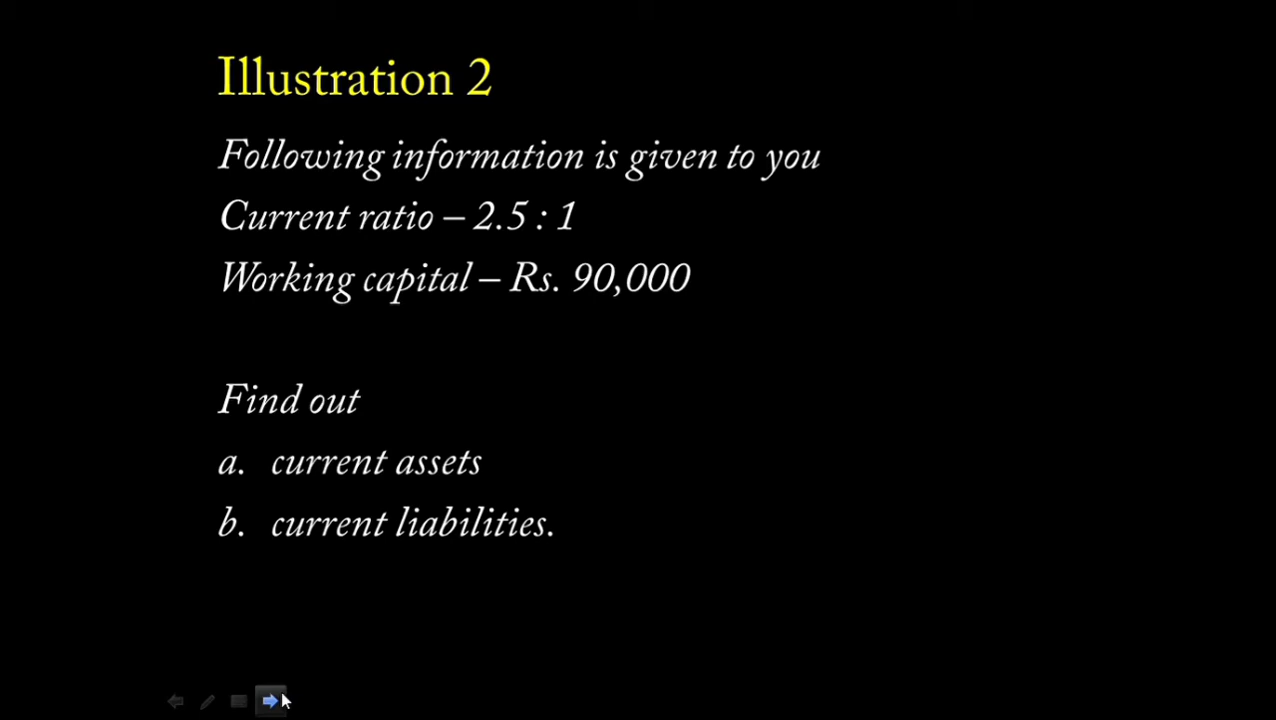 Illustration 2
Following information is given to you
Current ratio – 2.5 : 1
Working capital – Rs. 90,000
Find out
a. current assets
b. current liabilities.